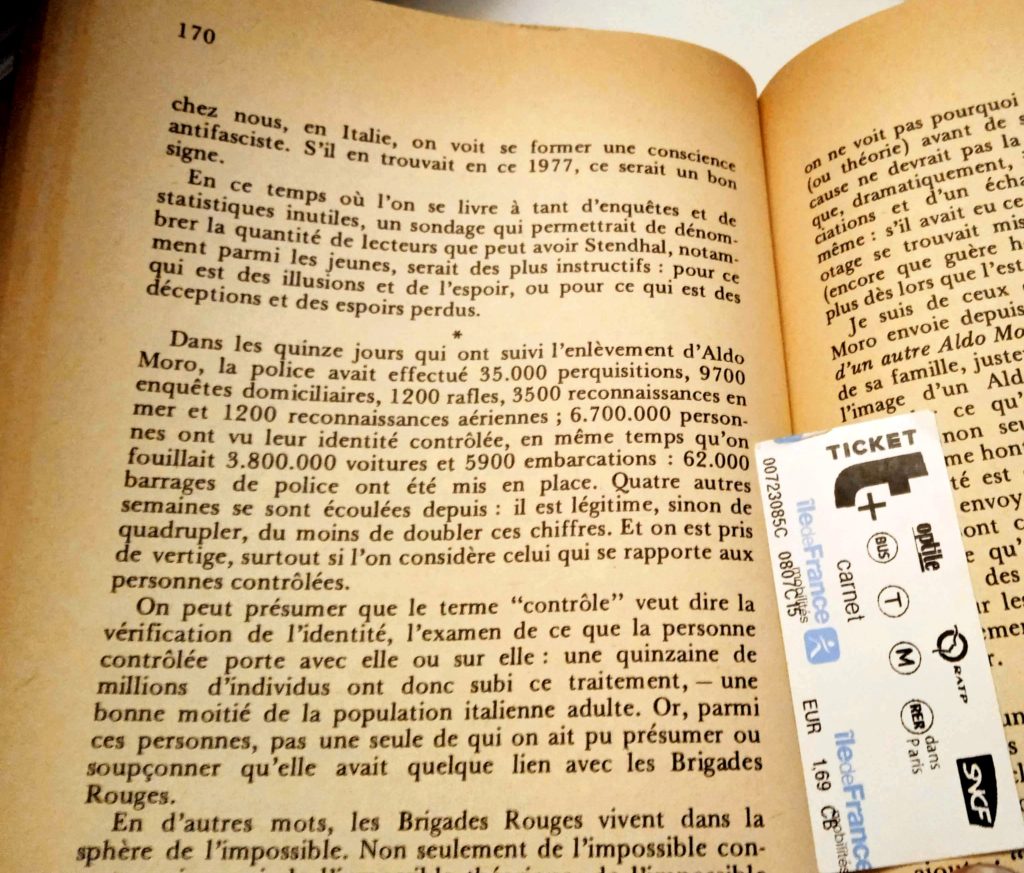 170
chez nous, en Italie, on voit se former une conscience
antifasciste. S'il en trouvait en ce 1977, ce serait un bon
signe.
En ce temps où l'on se livre à tant d'enquêtes et de
statistiques inutiles, un sondage qui permettrait de dénom-
brer la quantité de lecteurs que peut avoir Stendhal, notam-
ment parmi les jeunes, serait des plus instructifs : pour ce
qui est des illusions et de l'espoir, ou pour ce qui est des
déceptions et des espoirs perdus.
*
Dans les quinze jours qui ont suivi l'enlèvement d'Aldo
Moro, la police avait effectué 35.000 perquisitions, 9700
enquêtes domiciliaires, 1200 rafles, 3500 reconnaissances en
mer et 1200 reconnaissances aériennes ; 6.700.000 person-
nes ont vu leur identité contrôlée, en même temps qu'on
fouillait 3.800.000 voitures et 5900 embarcations : 62.000
barrages de police ont été mis en place. Quatre autres
semaines se sont écoulées depuis : il est légitime, sinon de
quadrupler, du moins de doubler ces chiffres. Et on est pris
de vertige, surtout si l'on considère celui qui se rapporte aux
personnes contrôlées.
On peut présumer que le terme “contrôle” veut dire la
vérification de l'identité, l'examen de ce que la personne
contrôlée porte avec elle ou sur elle : une quinzaine de
millions d'individus ont donc subi ce traitement, – une
bonne moitié de la population italienne adulte. Or, parmi
ces personnes, pas une seule de qui on ait pu présumer ou
soupçonner qu'elle avait quelque lien avec les Brigades
Rouges.
En d'autres mots, les Brigades Rouges vivent dans la
sphère de l'impossible. Non seulement de l'impossible con-
on ne voit pas pourquoi
(ou théorie) avant de
cause ne devrait pas la
que, dramatiquement,
ciations et d'un
même : s'il avait eu
otage se trouvait mis
(encore que guère
plus dès lors que
Je suis de ceux
Moro envoie depuis
d'un autre Aldo
de sa famille,
l'image d'un
ce
non
des
TICKET
t+
optile
BUS T M RER dans
Paris
RATP
SNCF
carnet
île de France
mobilités
île de France
mobilités
00723085C 0807C15 EUR 1,69 CB